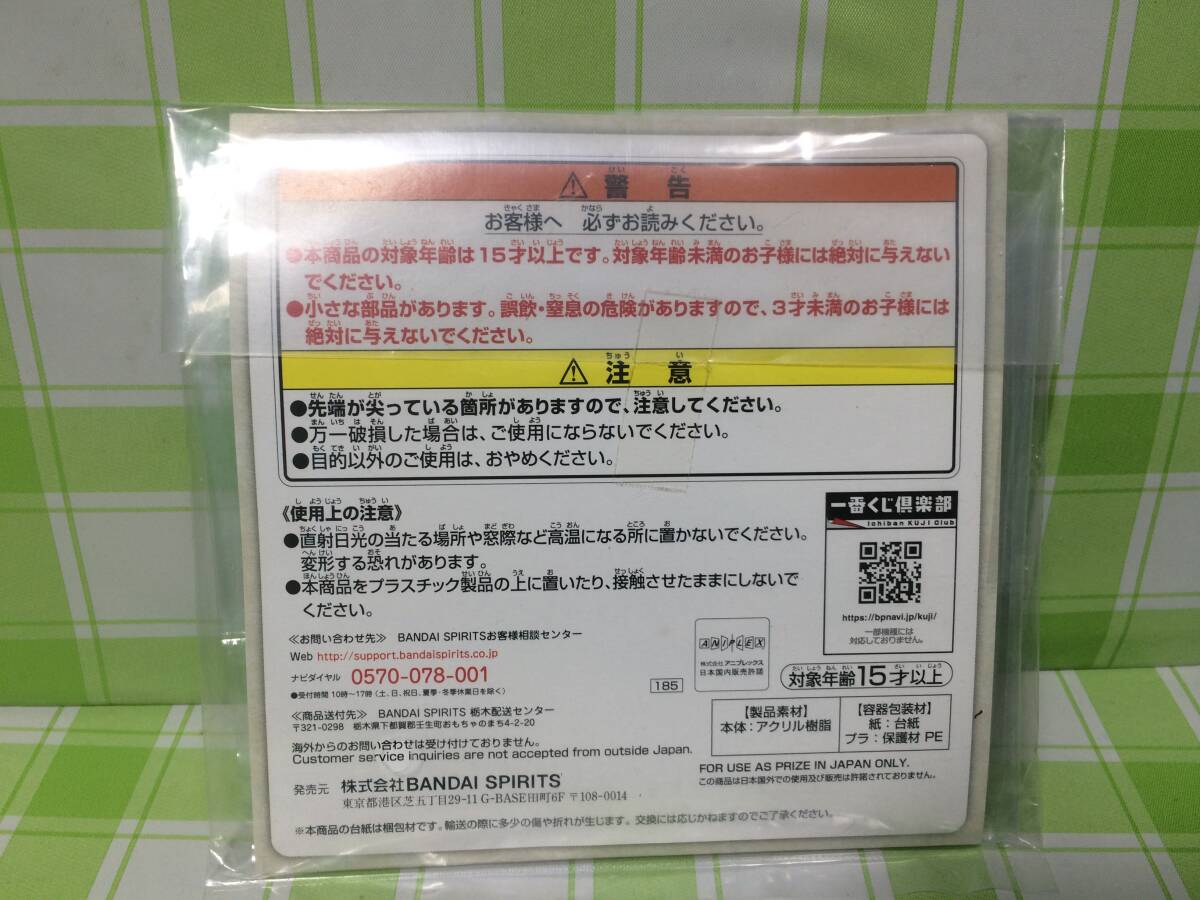 ⚠ 警告
お客様へ 必ずお読みください。
●本商品の対象年齢は15才以上です。対象年齢未満のお子様には絶対に与えない
でください。
●小さな部品があります。誤飲・窒息の危険がありますので、3才未満のお子様には
絶対に与えないでください。
⚠ 注意
●先端が尖っている箇所がありますので、注意してください。
●万一破損した場合は、ご使用にならないでください。
●目的以外のご使用は、おやめください。
《使用上の注意》
●直射日光の当たる場所や窓際など高温になる所に置かないでください。
変形する恐れがあります。
●本商品をプラスチック製品の上に置いたり、接触させたままにしないで
ください。
一番くじ倶楽部
Ichiban KUJI Club
https://bpnavi.jp/kuji/
一部機種には
対応しておりません。
≪お問い合わせ先≫ BANDAI SPIRITSお客様相談センター
Web http://support.bandaispirits.co.jp
ナビダイヤル 0570-078-001
●受付時間 10時〜17時(土、日、祝日、夏季・冬季休業日を除く)
185
ANIPLEX
株式会社 アニプレックス
日本国内販売許諾
対象年齢15才以上
≪商品送付先≫ BANDAI SPIRITS 栃木配送センター
〒321-0298 栃木県下都賀郡壬生町おもちゃのまち4-2-20
海外からのお問い合わせは受け付けておりません。
Customer service inquiries are not accepted from outside Japan.
【製品素材】
本体:アクリル樹脂
【容器包装材】
紙:台紙
プラ:保護材 PE
FOR USE AS PRIZE IN JAPAN ONLY.
この商品は日本国外での使用及び販売は許諾されておりません。
発売元 株式会社BANDAI SPIRITS
東京都港区芝五丁目29-11 G-BASE田町6F 〒108-0014
※本商品の台紙は梱包材です。輸送の際に多少の傷や折れが生じます。交換には応じかねますのでご了承ください。